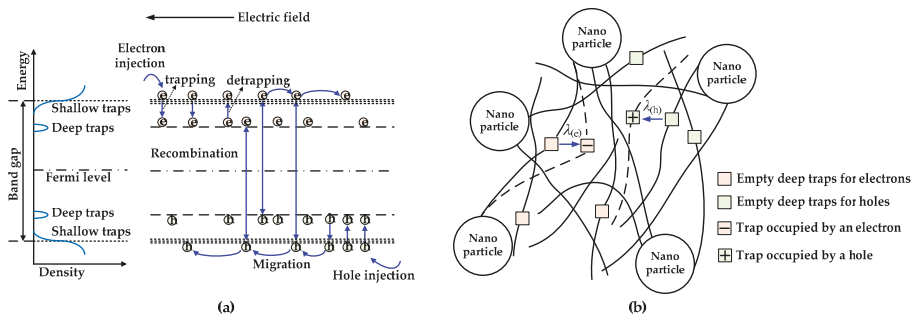 (a)
Electric field
Energy
Electron
injection
trapping
detrapping
e e e e e e
Shallow traps
Deep traps
e e e e e e
Band gap
Recombination
Fermi level
Deep traps
h h h h h h h
Shallow traps
h h h h h h
Density
Migration
Hole injection
(a)
(b)
Nano
particle
Nano
particle
Nano
particle
λ(e)
λ(h)
Nano
particle
Nano
particle
Empty deep traps for electrons
Empty deep traps for holes
Trap occupied by an electron
Trap occupied by a hole
(b)